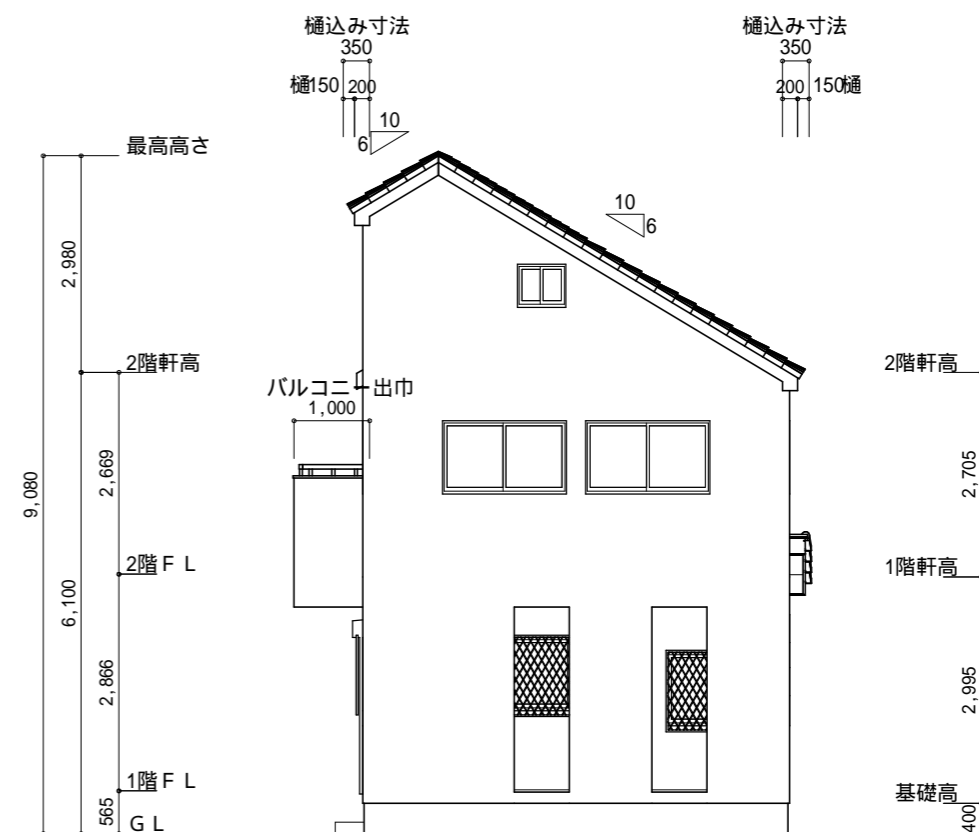 樋込み寸法
350
樋150 200
樋込み寸法
350
200 150樋
10
6
最高高さ
10
6
2,980
2階軒高
2階軒高
バルコニー出巾
1,000
2,669
2,705
9,080
2階ＦＬ
1階軒高
6,100
2,866
2,995
1階ＦＬ
基礎高
565
ＧＬ
400